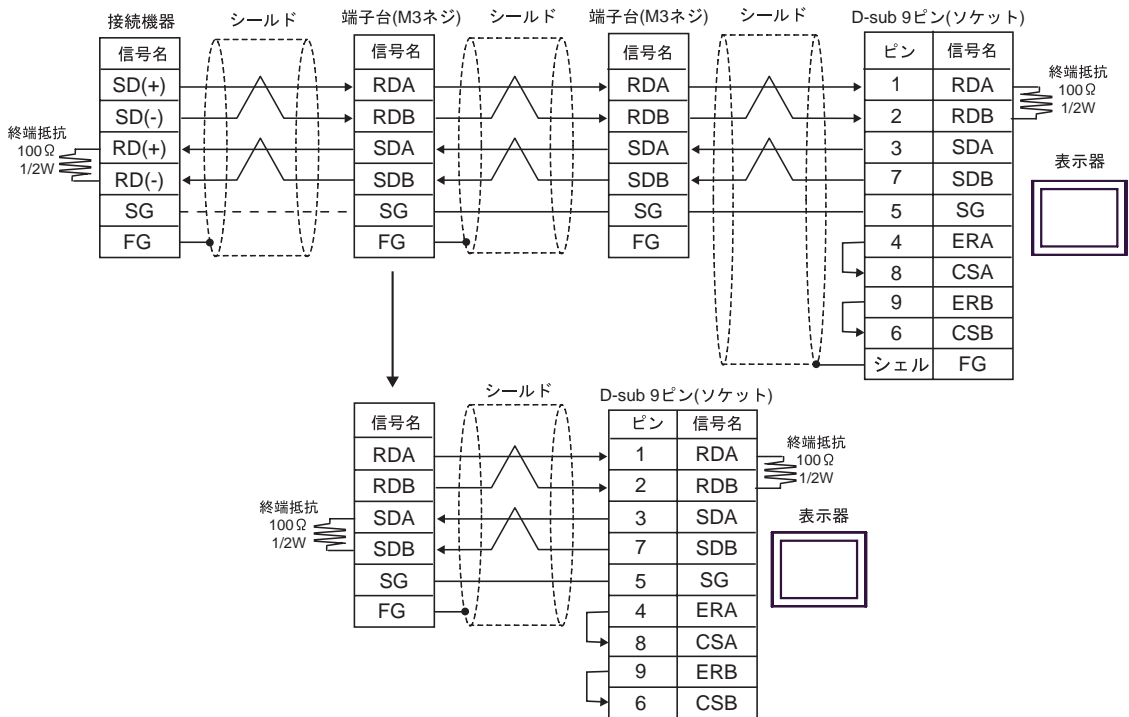 接続機器
シールド
端子台(M3ネジ)
シールド
端子台(M3ネジ)
シールド
D-sub 9ピン(ソケット)
信号名
SD(+)
SD(-)
RD(+)
RD(-)
SG
FG
終端抵抗
100Ω
1/2W
信号名
RDA
RDB
SDA
SDB
SG
FG
信号名
RDA
RDB
SDA
SDB
SG
FG
ピン 信号名
1 RDA
2 RDB
3 SDA
7 SDB
5 SG
4 ERA
8 CSA
9 ERB
6 CSB
シェル FG
終端抵抗
100Ω
1/2W
表示器
シールド
D-sub 9ピン(ソケット)
信号名
RDA
RDB
SDA
SDB
SG
FG
終端抵抗
100Ω
1/2W
ピン 信号名
1 RDA
2 RDB
3 SDA
7 SDB
5 SG
4 ERA
8 CSA
9 ERB
6 CSB
終端抵抗
100Ω
1/2W
表示器